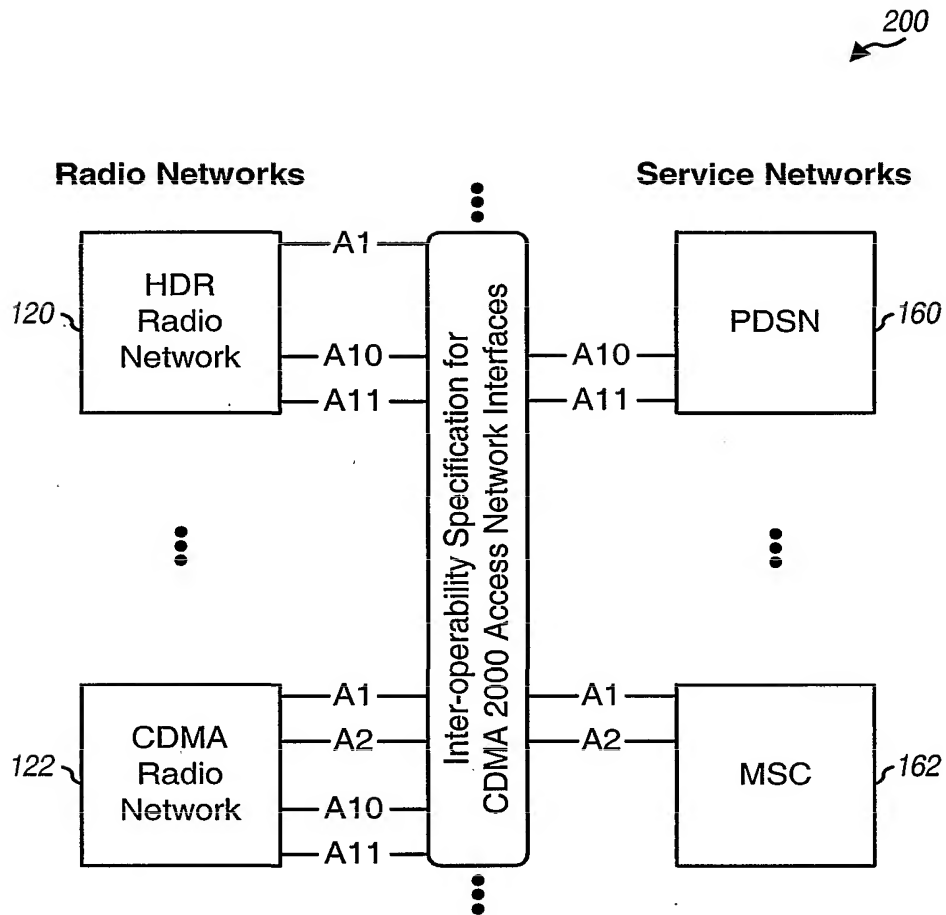 200
Radio Networks
Service Networks
HDR
Radio
Network
120
A1
A10
A11
Inter-operability Specification for
CDMA 2000 Access Network Interfaces
A10
A11
PDSN
160
CDMA
Radio
Network
122
A1
A2
A10
A11
A1
A2
MSC
162